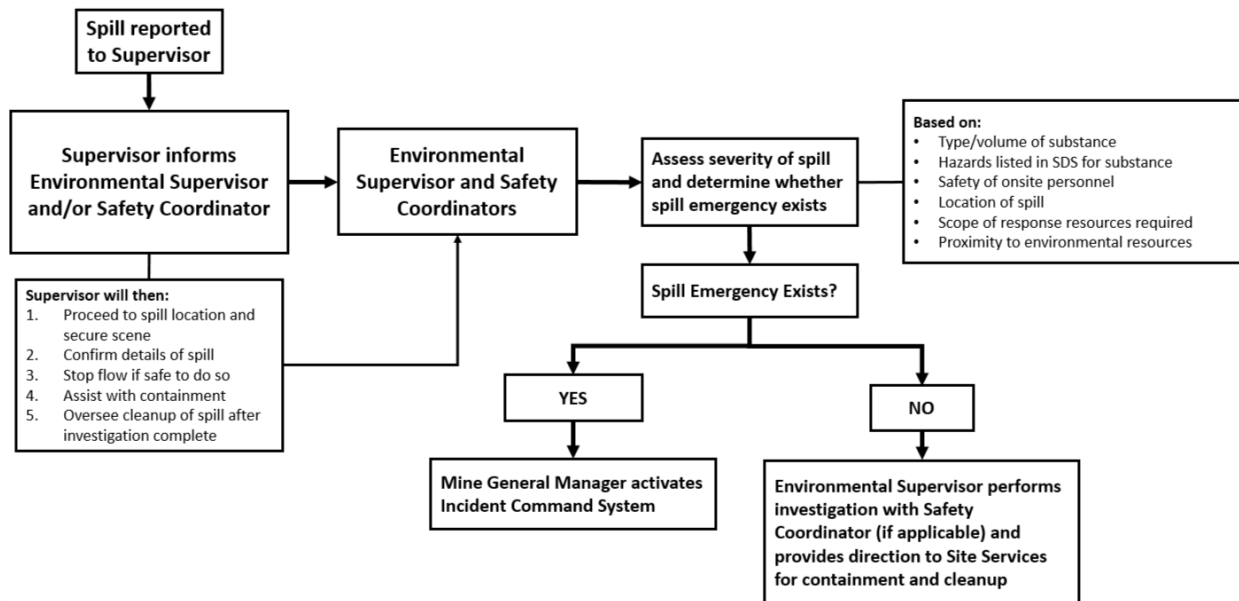 Spill reported
to Supervisor
Supervisor informs
Environmental Supervisor
and/or Safety Coordinator
Supervisor will then:
1. Proceed to spill location and
secure scene
2. Confirm details of spill
3. Stop flow if safe to do so
4. Assist with containment
5. Oversee cleanup of spill after
investigation complete
Environmental
Supervisor and Safety
Coordinators
Assess severity of spill
and determine whether
spill emergency exists
Based on:
• Type/volume of substance
• Hazards listed in SDS for substance
• Safety of onsite personnel
• Location of spill
• Scope of response resources required
• Proximity to environmental resources
Spill Emergency Exists?
YES
Mine General Manager activates
Incident Command System
NO
Environmental Supervisor performs
investigation with Safety
Coordinator (if applicable) and
provides direction to Site Services
for containment and cleanup